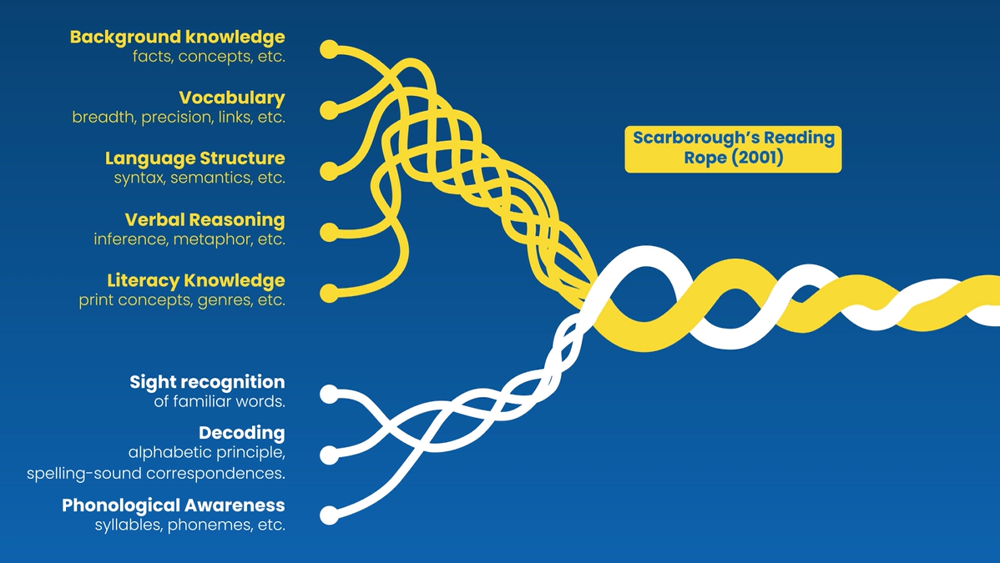 Background knowledge
facts, concepts, etc.
Vocabulary
breadth, precision, links, etc.
Language Structure
syntax, semantics, etc.
Verbal Reasoning
inference, metaphor, etc.
Literacy Knowledge
print concepts, genres, etc.
Sight recognition
of familiar words.
Decoding
alphabetic principle,
spelling-sound correspondences.
Phonological Awareness
syllables, phonemes, etc.
Scarborough’s Reading
Rope (2001)